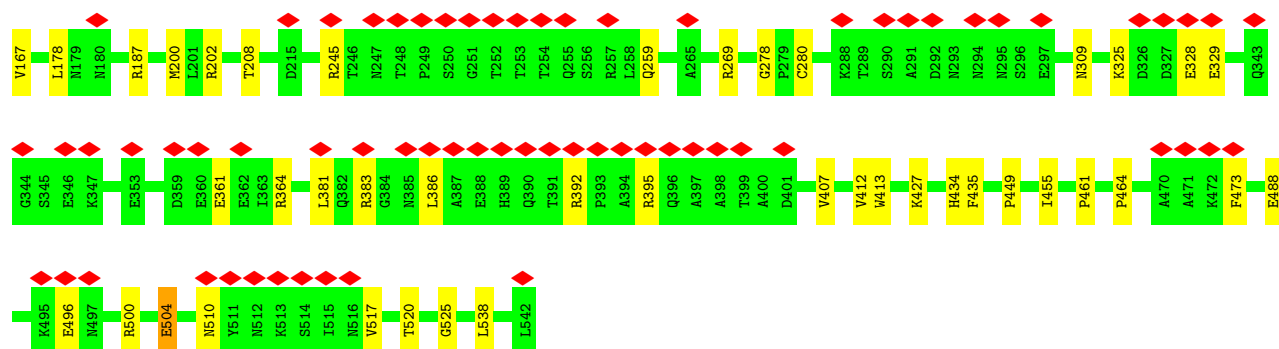 V167 L178 N179 N180 R187 M200 L201 R202 T208 D215 R245 T246 N247 T248 P249 S250 G251 T252 T253 T254 Q255 S256 R257 L258 Q259 A265 R269 G278 P279 C280 K288 T289 S290 A291 D292 N293 N294 N295 S296 E297 N309 K325 D326 D327 E328 E329 Q343
G344 S345 E346 K347 E353 D359 E360 E361 E362 I363 R364 L381 Q382 R383 G384 N385 L386 A387 E388 H389 Q390 T391 R392 P393 A394 R395 Q396 A397 A398 T399 A400 D401 V407 V412 W413 K427 H434 F435 P449 I455 P461 P464 A470 A471 K472 F473 E488
K495 E496 N497 R500 E504 N510 Y511 N512 K513 S514 I515 N516 V517 T520 G525 L538 L542